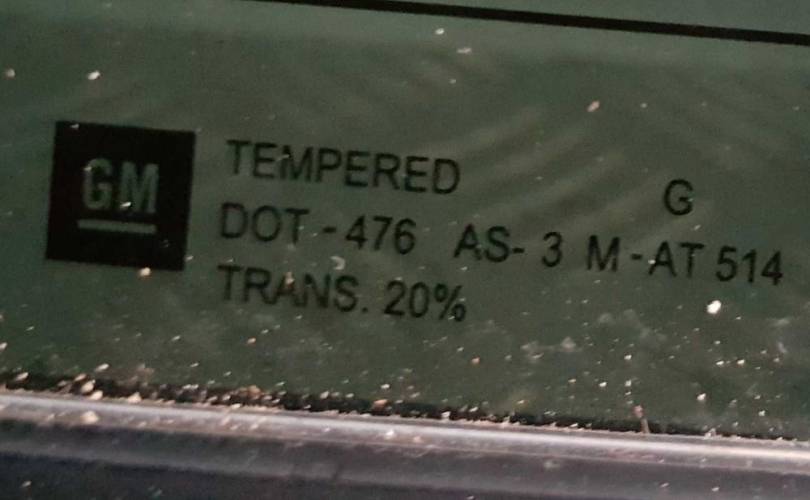 GM
TEMPERED
G
DOT - 476 AS- 3 M - AT 514
TRANS. 20%